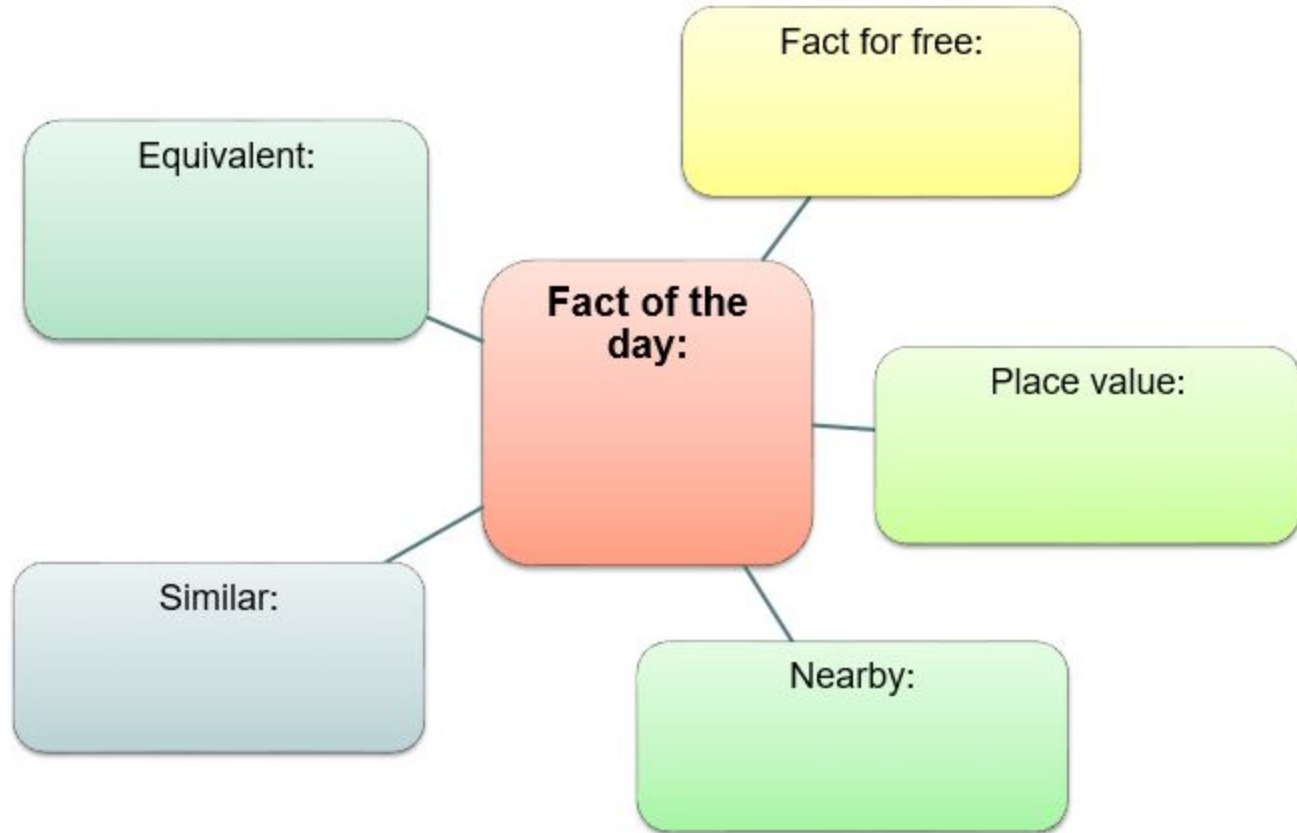 Fact for free:
Equivalent:
Fact of the
day:
Place value:
Similar:
Nearby: